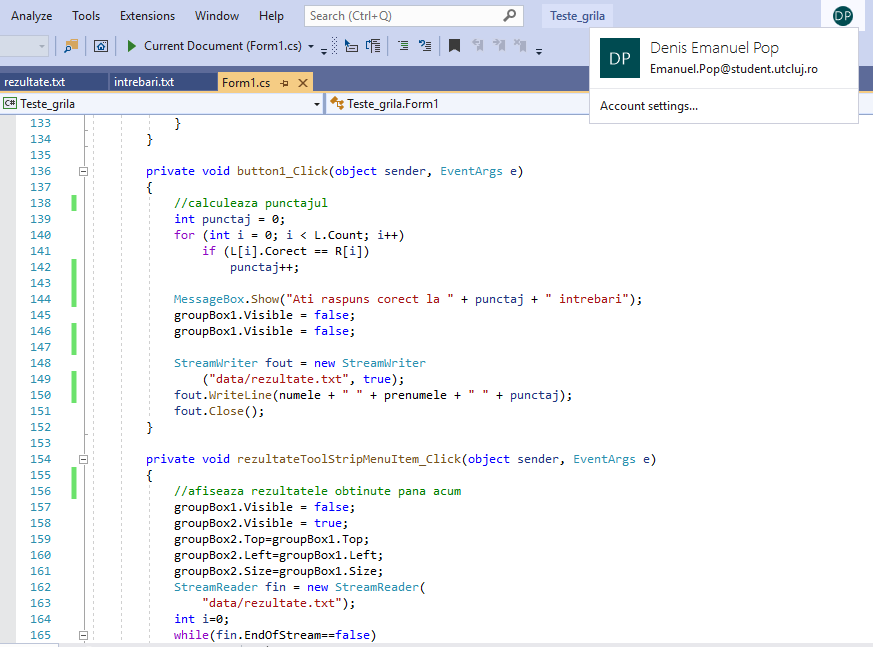 Analyze Tools Extensions Window Help Search (Ctrl+Q) Teste_grila DP
Current Document (Form1.cs)
DP Denis Emanuel Pop
Emanuel.Pop@student.utcluj.ro
Account settings...
rezultate.txt intrebari.txt Form1.cs
C# Teste_grila Teste_grila.Form1
133 }
134 }
135
136 private void button1_Click(object sender, EventArgs e)
137 {
138 //calculeaza punctajul
139 int punctaj = 0;
140 for (int i = 0; i < L.Count; i++)
141 if (L[i].Corect == R[i])
142 punctaj++;
143
144 MessageBox.Show("Ati raspuns corect la " + punctaj + " intrebari");
145 groupBox1.Visible = false;
146 groupBox1.Visible = false;
147
148 StreamWriter fout = new StreamWriter
149 ("data/rezultate.txt", true);
150 fout.WriteLine(numele + " " + prenumele + " " + punctaj);
151 fout.Close();
152 }
153
154 private void rezultateToolStripMenuItem_Click(object sender, EventArgs e)
155 {
156 //afiseaza rezultatele obtinute pana acum
157 groupBox1.Visible = false;
158 groupBox2.Visible = true;
159 groupBox2.Top=groupBox1.Top;
160 groupBox2.Left=groupBox1.Left;
161 groupBox2.Size=groupBox1.Size;
162 StreamReader fin = new StreamReader(
163 "data/rezultate.txt");
164 int i=0;
165 while(fin.EndOfStream==false)